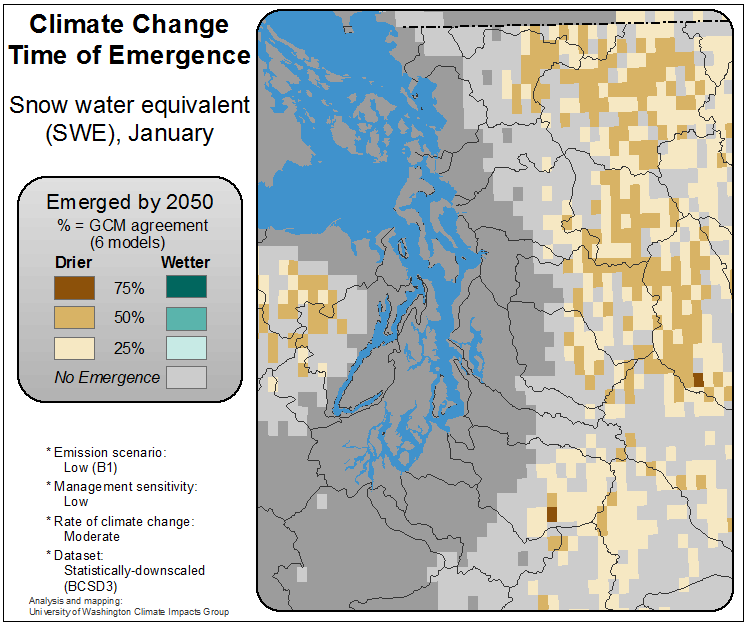 Climate Change
Time of Emergence
Snow water equivalent
(SWE), January
Emerged by 2050
% = GCM agreement
(6 models)
Drier Wetter
75%
50%
25%
No Emergence
* Emission scenario:
Low (B1)
* Management sensitivity:
Low
* Rate of climate change:
Moderate
* Dataset:
Statistically-downscaled
(BCSD3)
Analysis and mapping:
University of Washington Climate Impacts Group